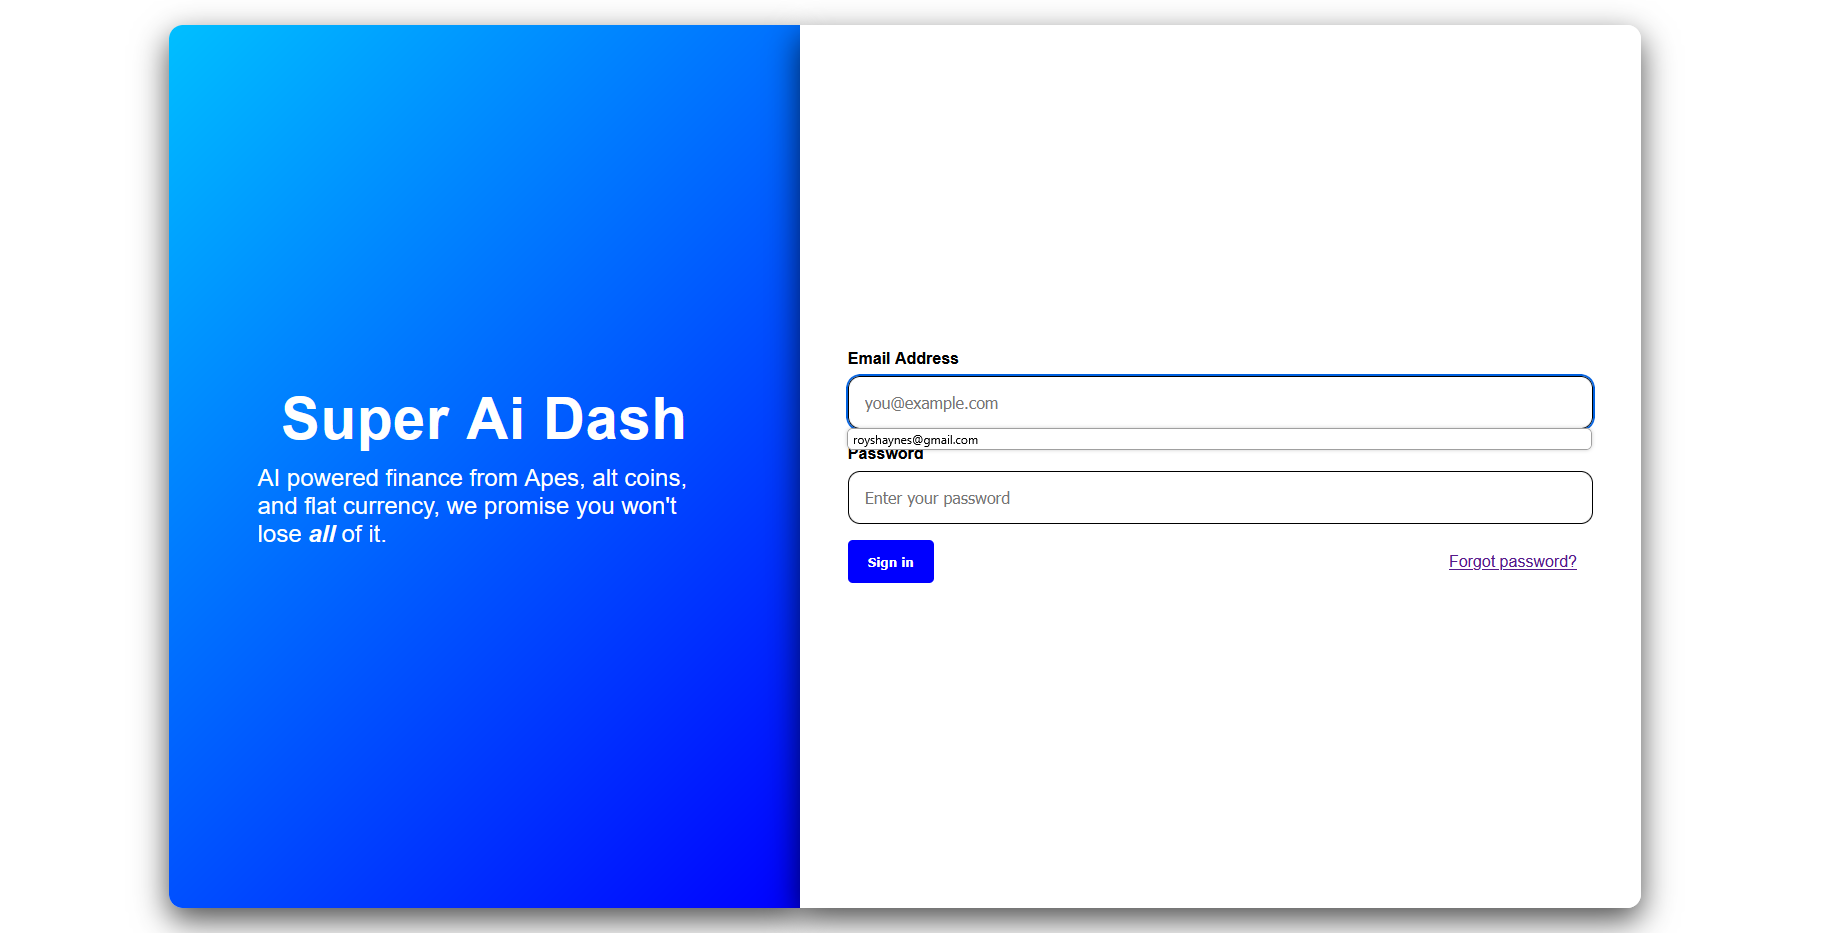 Super Ai Dash
AI powered finance from Apes, alt coins,
and flat currency, we promise you won't
lose all of it.
Email Address
you@example.com
royshaynes@gmail.com
Password
Enter your password
Sign in
Forgot password?